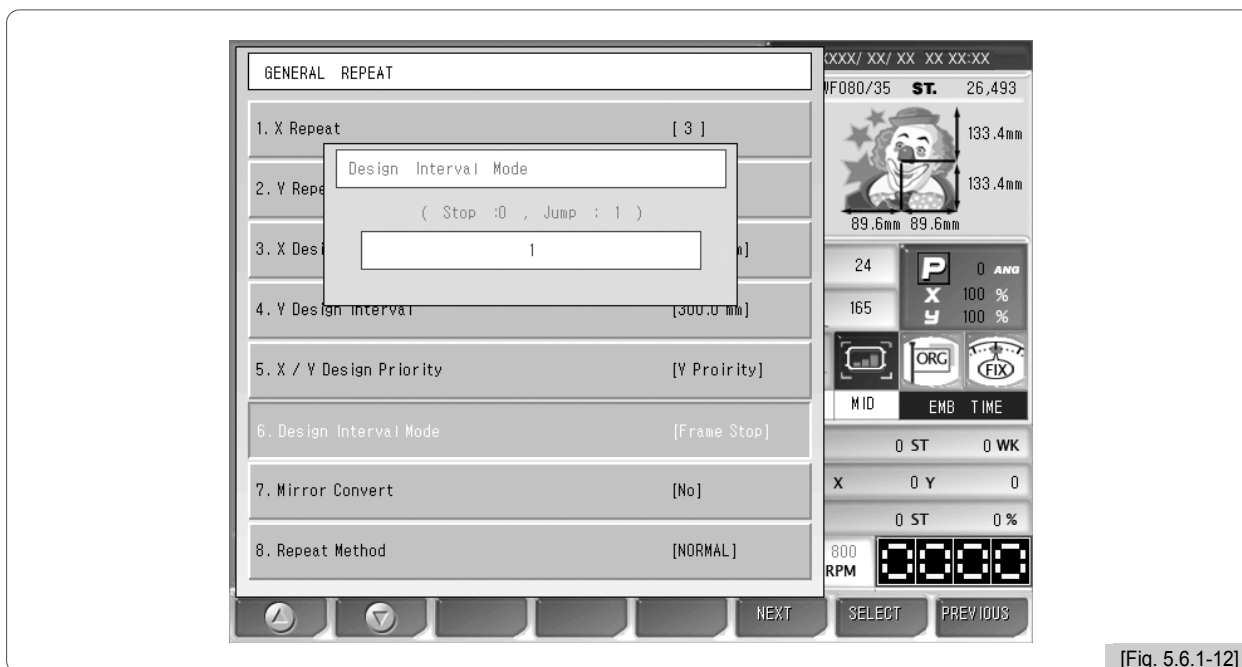 XXX/ XX/ XX XX XX:XX
GENERAL REPEAT
F080/35 ST. 26,493
1. X Repeat [ 3 ]
133.4mm
Design Interval Mode
2. Y Repe
133.4mm
( Stop :0 , Jump : 1 )
89.6mm 89.6mm
3. X Desi
1
24
P 0 ANG
X 100 %
4. Y Design Interval [300.0 mm]
165
y 100 %
5. X / Y Design Priority [Y Proirity]
ORG
FIX
MID
EMB TIME
6. Design Interval Mode [Frame Stop]
0 ST 0 WK
7. Mirror Convert [No]
X 0 Y 0
0 ST 0 %
8. Repeat Method [NORMAL]
800
RPM
0000
NEXT SELECT PREVIOUS
[Fig. 5.6.1-12]